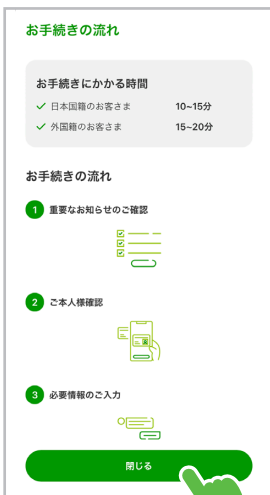 お手続きの流れ
お手続きにかかる時間
日本国籍のお客さま 10~15分
外国籍のお客さま 15~20分
お手続きの流れ
1 重要なお知らせのご確認
2 ご本人様確認
3 必要情報のご入力
閉じる